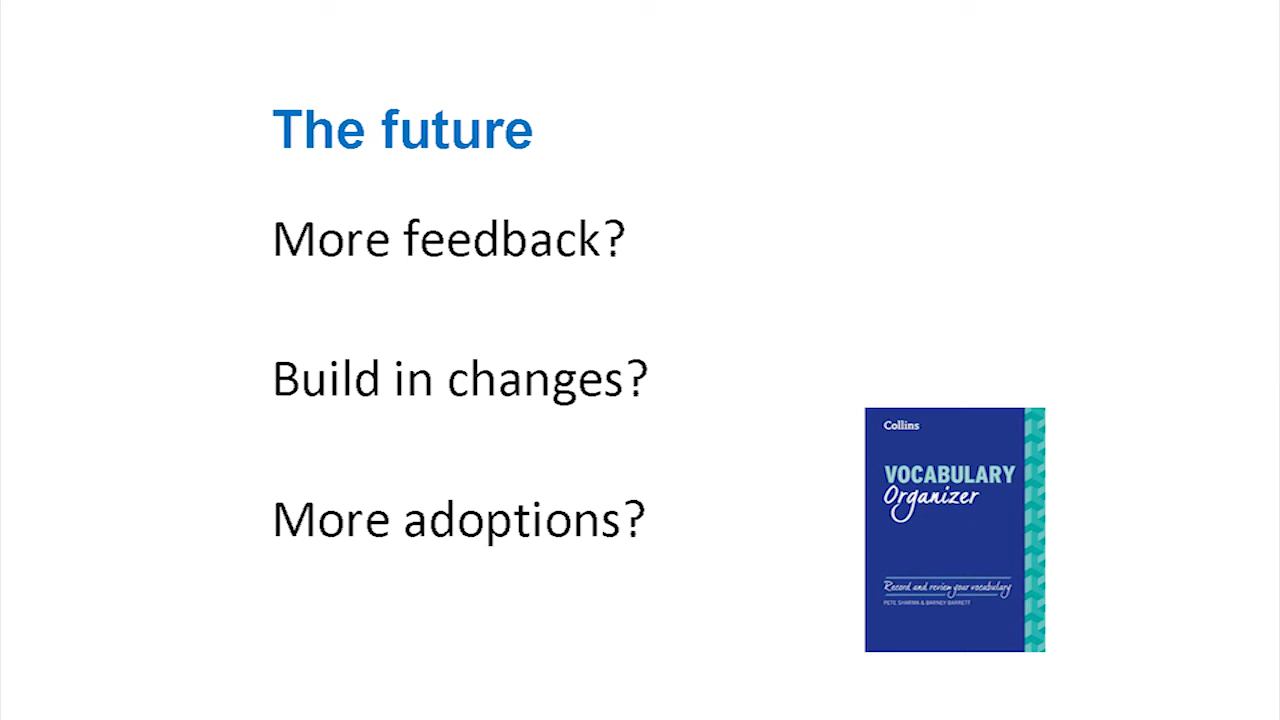 The future
More feedback?
Build in changes?
More adoptions?
Collins
VOCABULARY
Organizer
Record and review your vocabulary
PETE SHARMA & BARNEY BARRETT